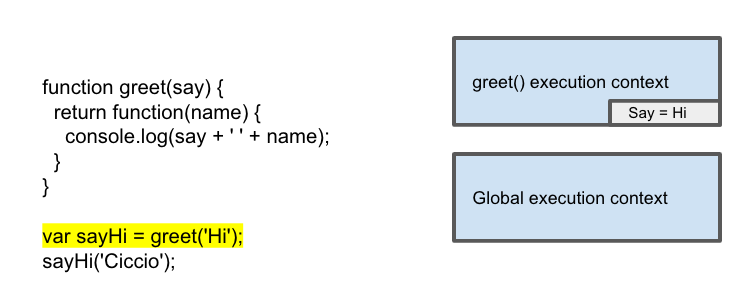 function greet(say) {
return function(name) {
console.log(say + ' ' + name);
}
}
var sayHi = greet('Hi');
sayHi('Ciccio');
greet() execution context
Say = Hi
Global execution context